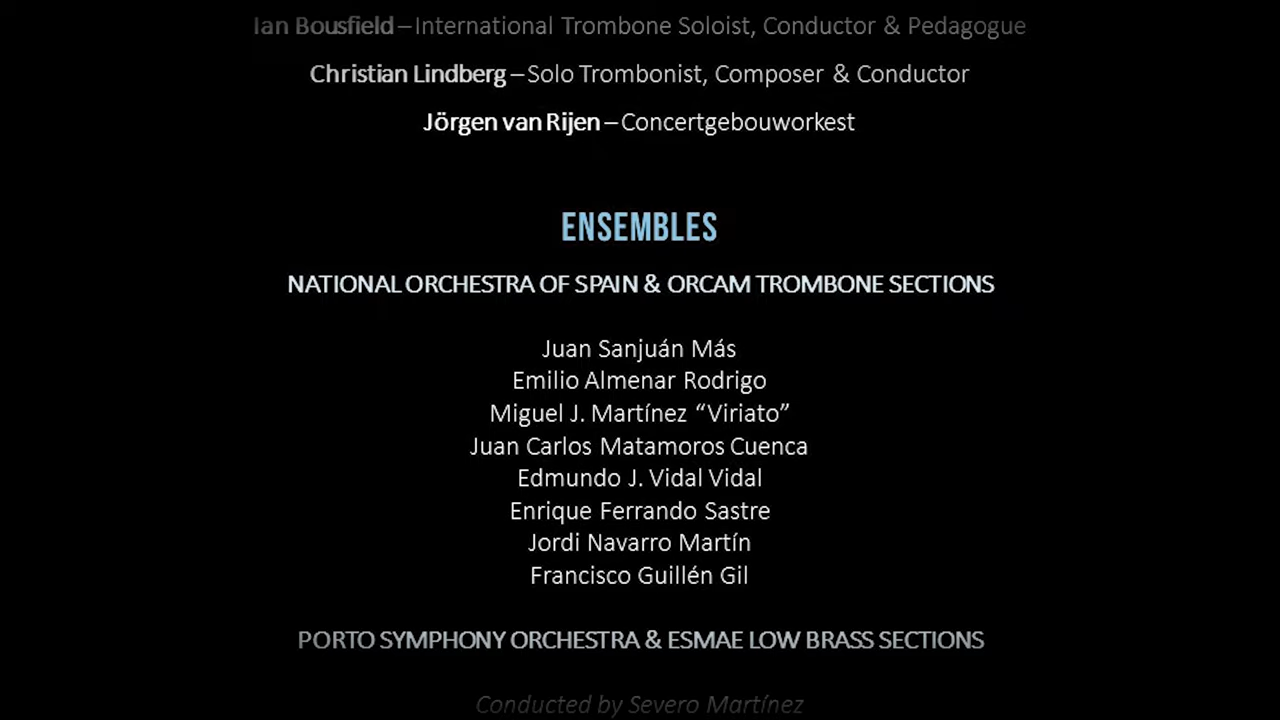 Ian Bousfield – International Trombone Soloist, Conductor & Pedagogue
Christian Lindberg – Solo Trombonist, Composer & Conductor
Jörgen van Rijen – Concertgebouworkest
ENSEMBLES
NATIONAL ORCHESTRA OF SPAIN & ORCAM TROMBONE SECTIONS
Juan Sanjuán Más
Emilio Almenar Rodrigo
Miguel J. Martínez “Viriato”
Juan Carlos Matamoros Cuenca
Edmundo J. Vidal Vidal
Enrique Ferrando Sastre
Jordi Navarro Martín
Francisco Guillén Gil
PORTO SYMPHONY ORCHESTRA & ESMAE LOW BRASS SECTIONS
Conducted by Severo Martínez